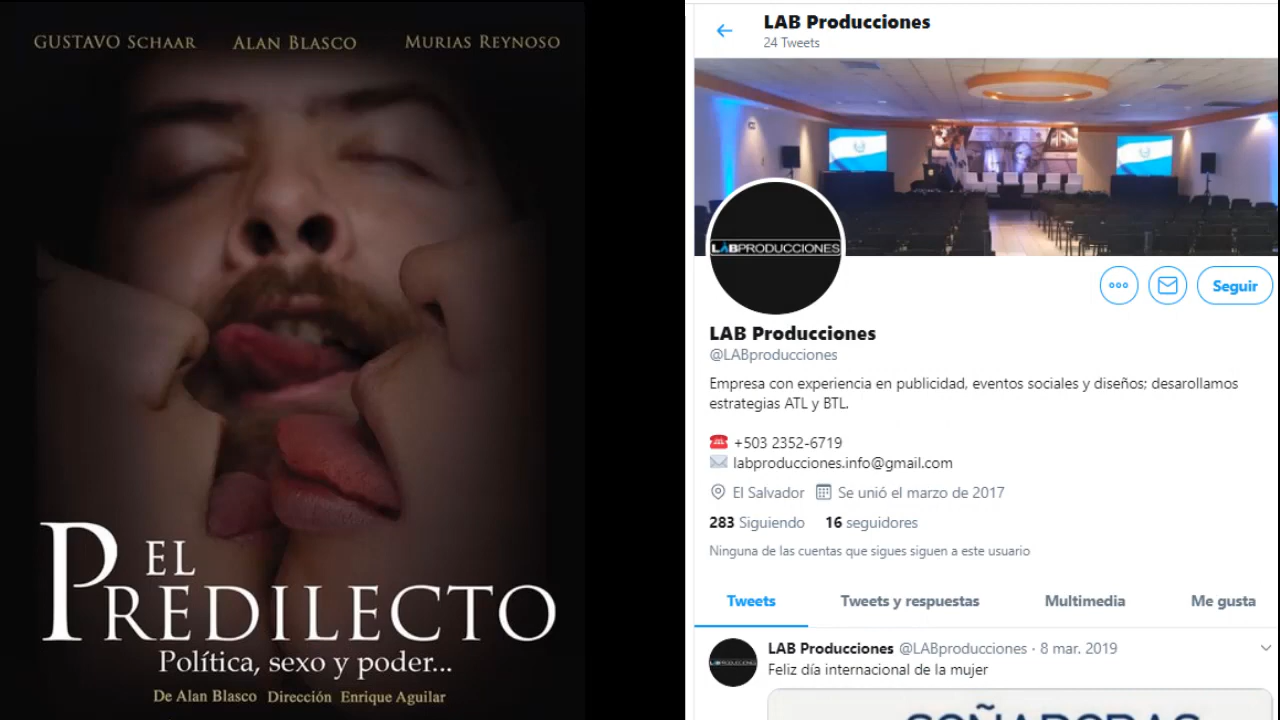 GUSTAVO SCHAAR ALAN BLASCO MURIAS REYNOSO
EL
PREDILECTO
Política, sexo y poder...
De Alan Blasco Dirección Enrique Aguilar
LAB Producciones
24 Tweets
LABPRODUCCIONES
Seguir
LAB Producciones
@LABproducciones
Empresa con experiencia en publicidad, eventos sociales y diseños; desarollamos
estrategias ATL y BTL.
+503 2352-6719
labproducciones.info@gmail.com
El Salvador Se unió el marzo de 2017
283 Siguiendo 16 seguidores
Ninguna de las cuentas que sigues siguen a este usuario
Tweets Tweets y respuestas Multimedia Me gusta
LABPRODUCCIONES
LAB Producciones @LABproducciones · 8 mar. 2019
Feliz día internacional de la mujer
SOÑADORAS